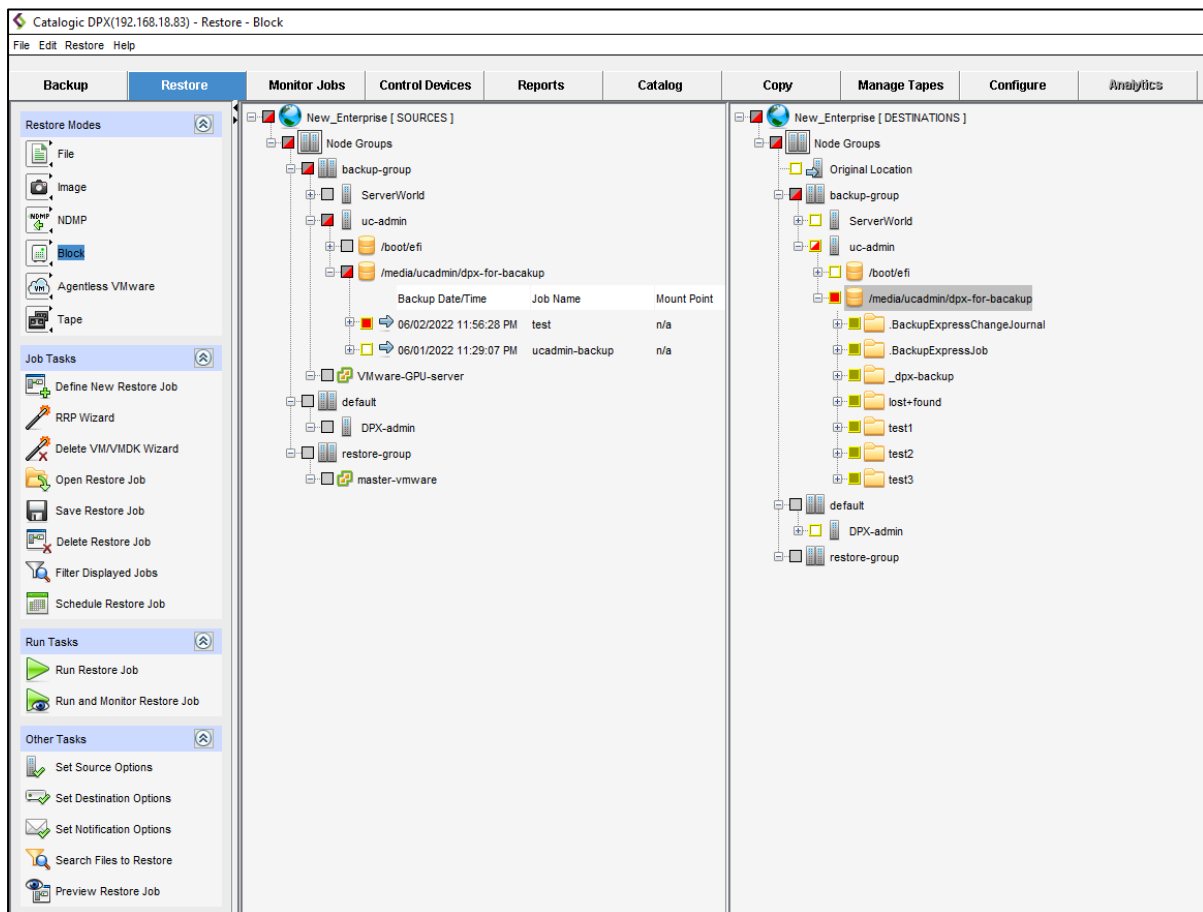 Catalogic DPX(192.168.18.83) - Restore - Block
File Edit Restore Help
Backup Restore Monitor Jobs Control Devices Reports Catalog Copy Manage Tapes Configure Analytics
Restore Modes
File
Image
NDMP
NDMP
Block
Agentless VMware
Tape
Job Tasks
Define New Restore Job
RRP Wizard
Delete VM/VMDK Wizard
Open Restore Job
Save Restore Job
Delete Restore Job
Filter Displayed Jobs
Schedule Restore Job
Run Tasks
Run Restore Job
Run and Monitor Restore Job
Other Tasks
Set Source Options
Set Destination Options
Set Notification Options
Search Files to Restore
Preview Restore Job
New_Enterprise [ SOURCES ]
Node Groups
backup-group
ServerWorld
uc-admin
/boot/efi
/media/ucadmin/dpx-for-bacakup
Backup Date/Time Job Name Mount Point
06/02/2022 11:56:28 PM test n/a
06/01/2022 11:29:07 PM ucadmin-backup n/a
VMware-GPU-server
default
DPX-admin
restore-group
master-vmware
New_Enterprise [ DESTINATIONS ]
Node Groups
Original Location
backup-group
ServerWorld
uc-admin
/boot/efi
/media/ucadmin/dpx-for-bacakup
.BackupExpressChangeJournal
.BackupExpressJob
_dpx-backup
lost+found
test1
test2
test3
default
DPX-admin
restore-group